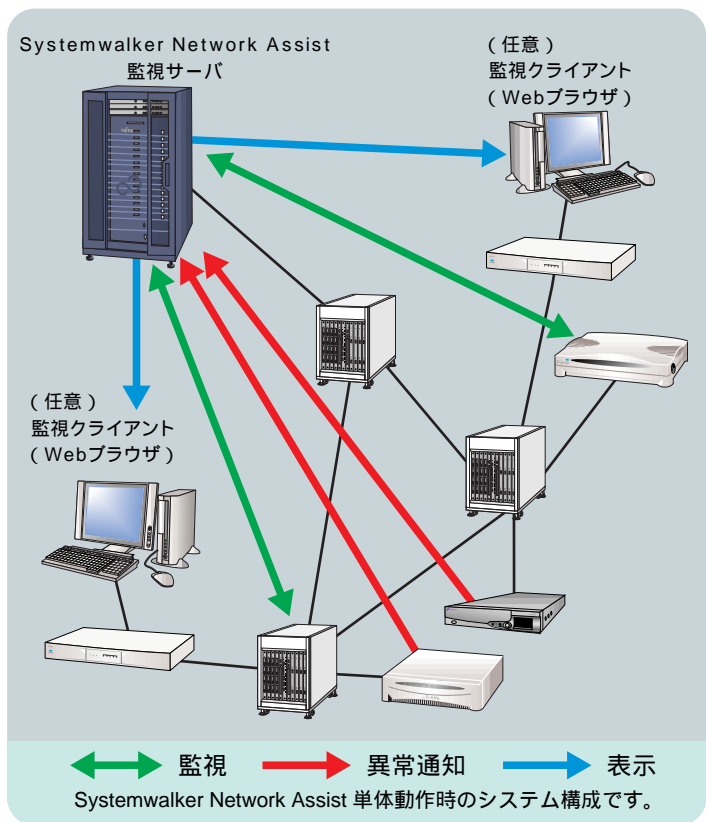 Systemwalker Network Assist
監視サーバ
（任意）
監視クライアント
（Webブラウザ）
（任意）
監視クライアント
（Webブラウザ）
監視
異常通知
表示
Systemwalker Network Assist 単体動作時のシステム構成です。